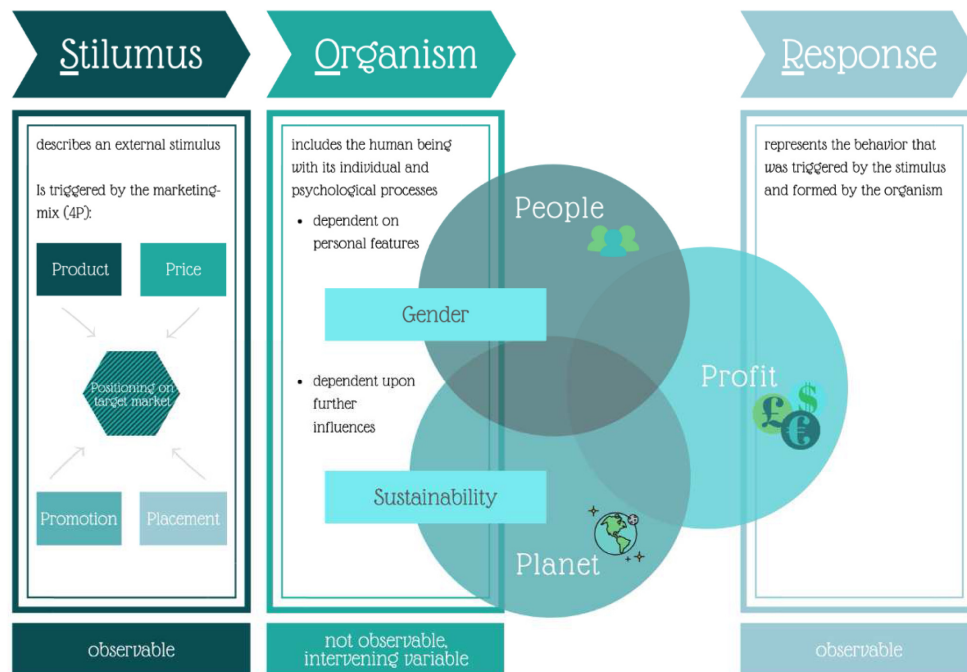 Stilumus
Organism
Response
describes an external stimulus
Is triggered by the marketing-
mix (4P):
Product
Price
Positioning on
target market
Promotion
Placement
includes the human being
with its individual and
psychological processes
• dependent on
personal features
Gender
• dependent upon
further
influences
Sustainability
People
Profit
£
$
€
Planet
represents the behavior that
was triggered by the stimulus
and formed by the organism
observable
not observable,
intervening variable
observable